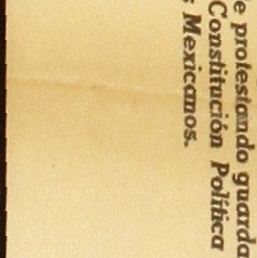 e protestando guarda
Constitución Política
s Mexicanos.